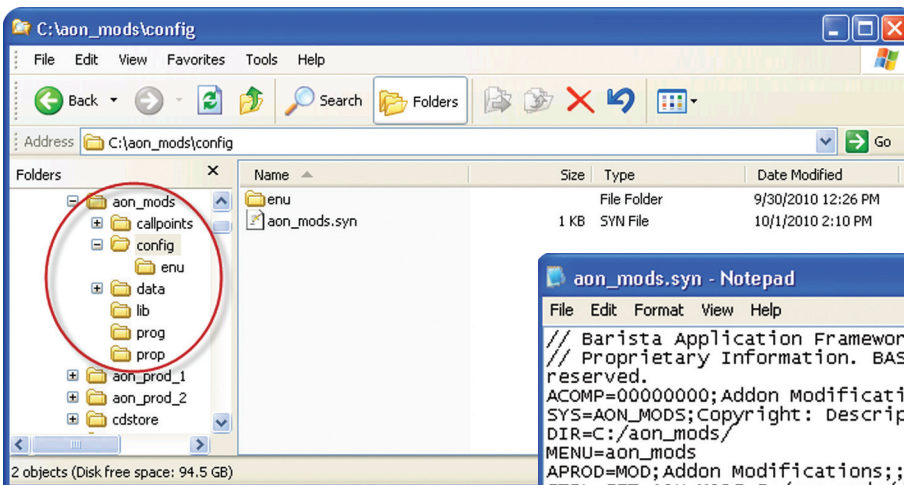 C:\aon_mods\config
File Edit View Favorites Tools Help
Back Search Folders
Address C:\aon_mods\config Go
Folders x Name Size Type Date Modified
aon_mods
callpoints
config
enu
data
lib
prog
prop
aon_prod_1
aon_prod_2
cdstore
enu File Folder 9/30/2010 12:26 PM
aon_mods.syn 1 KB SYN File 10/1/2010 2:10 PM
2 objects (Disk free space: 94.5 GB)
aon_mods.syn - Notepad
File Edit Format View Help
// Barista Application Framewor
// Proprietary Information. BAS
reserved.
ACOMP=00000000;Addon Modificati
SYS=AON_MODS;Copyright: Descrip
DIR=C:/aon_mods/
MENU=aon_mods
APROD=MOD;Addon Modifications;;